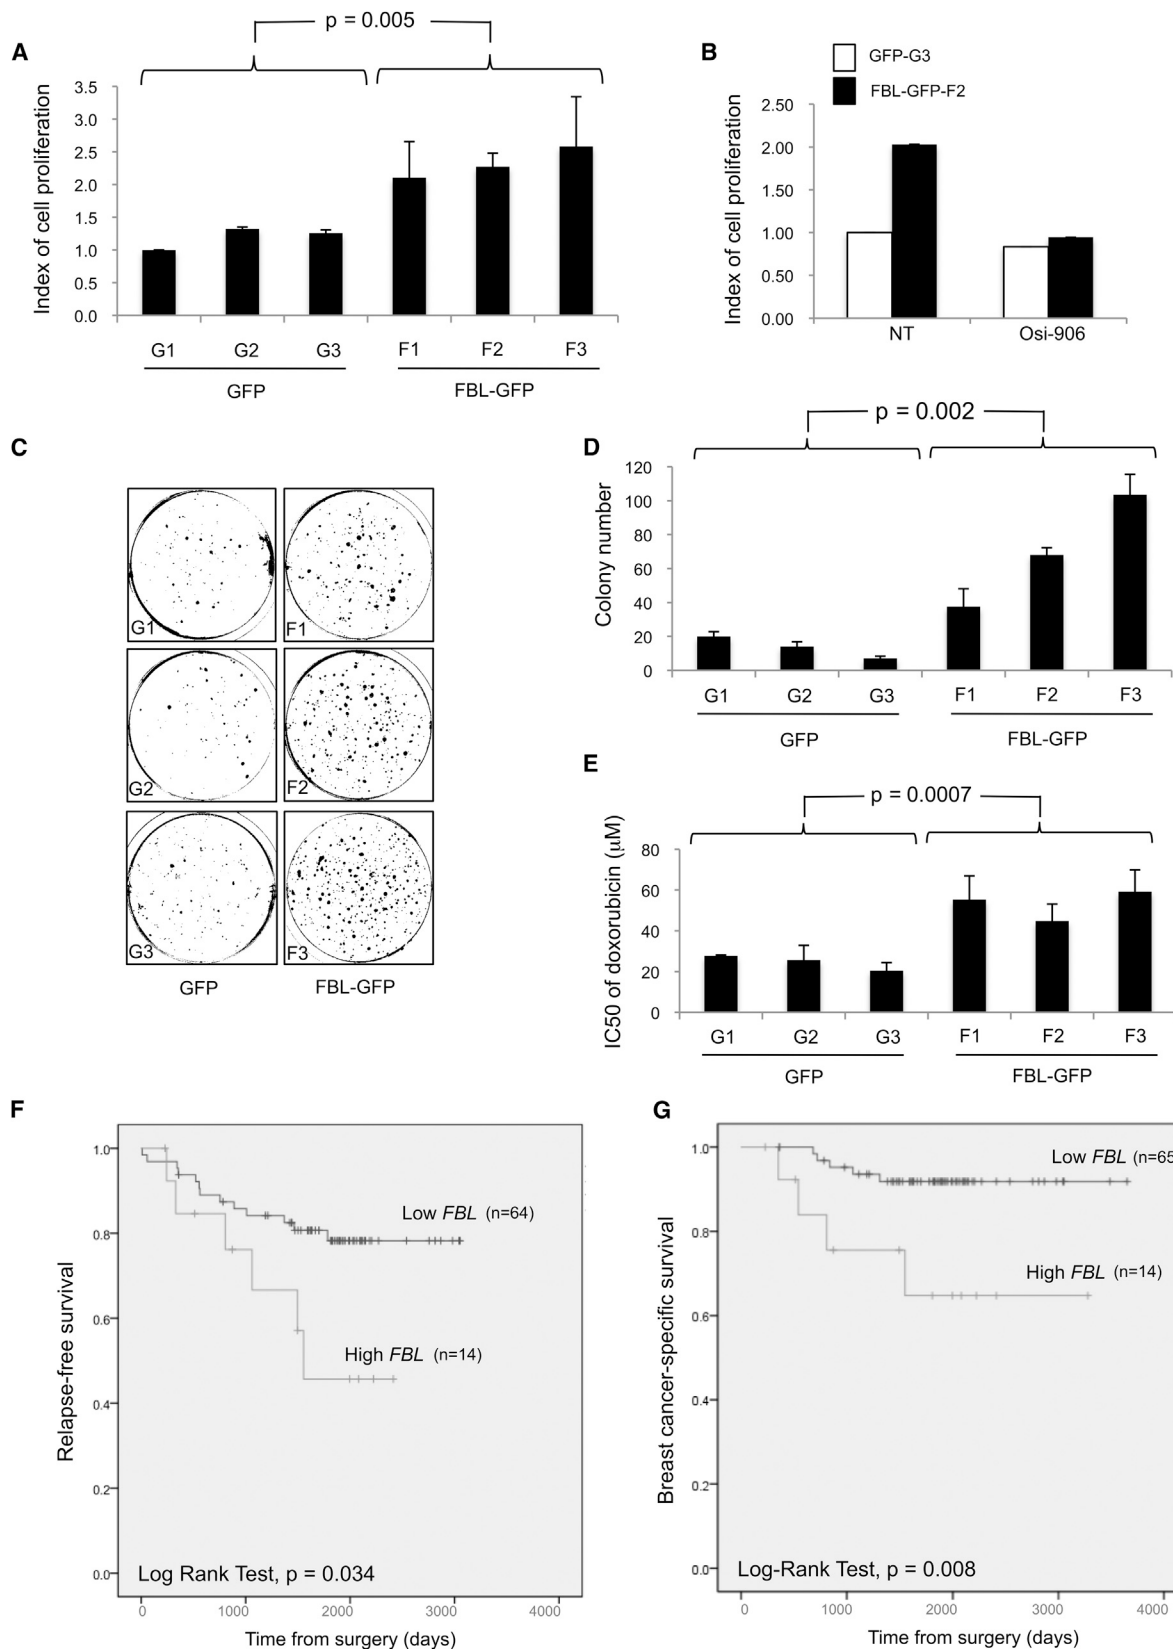 A
p = 0.005
Index of cell proliferation
3.5
3.0
2.5
2.0
1.5
1.0
0.5
0.0
G1 G2 G3 F1 F2 F3
GFP FBL-GFP
B
GFP-G3
FBL-GFP-F2
Index of cell proliferation
2.50
2.00
1.50
1.00
0.50
0.00
NT Osi-906
C
G1 F1
G2 F2
G3 F3
GFP FBL-GFP
D
p = 0.002
Colony number
120
100
80
60
40
20
0
G1 G2 G3 F1 F2 F3
GFP FBL-GFP
E
p = 0.0007
IC50 of doxorubicin (µM)
80
60
40
20
0
G1 G2 G3 F1 F2 F3
GFP FBL-GFP
F
Relapse-free survival
1.0
0.8
0.6
0.4
0.2
0.0
Low FBL (n=64)
High FBL (n=14)
Log Rank Test, p = 0.034
0 1000 2000 3000 4000
Time from surgery (days)
G
Breast cancer-specific survival
1.0
0.8
0.6
0.4
0.2
0.0
Low FBL (n=65
High FBL (n=14)
Log-Rank Test, p = 0.008
0 1000 2000 3000 4000
Time from surgery (days)